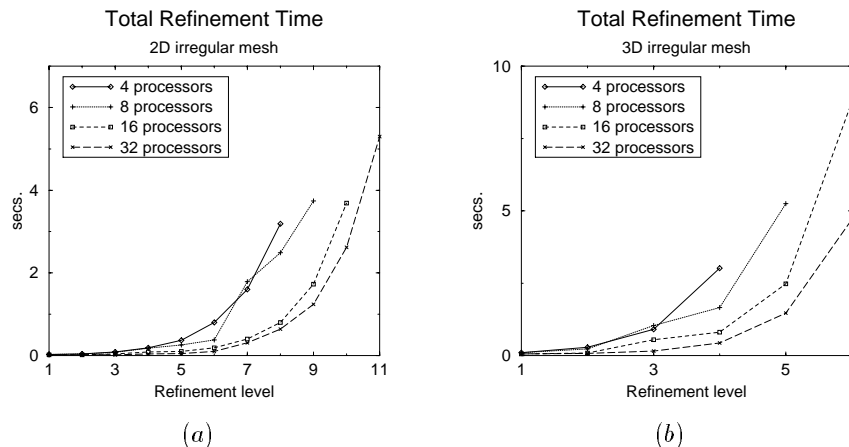 Total Refinement Time
2D irregular mesh
6
4
2
0
secs.
4 processors
8 processors
16 processors
32 processors
1
3
5
7
9
11
Refinement level
(a)
Total Refinement Time
3D irregular mesh
10
5
0
secs.
4 processors
8 processors
16 processors
32 processors
1
3
5
Refinement level
(b)